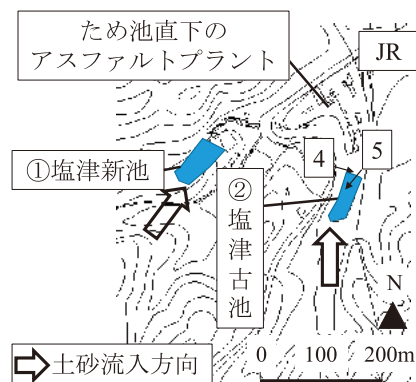 ため池直下の
アスファルトプラント
JR
①塩津新池
4
5
②塩津古池
N
土砂流入方向
0 100 200m